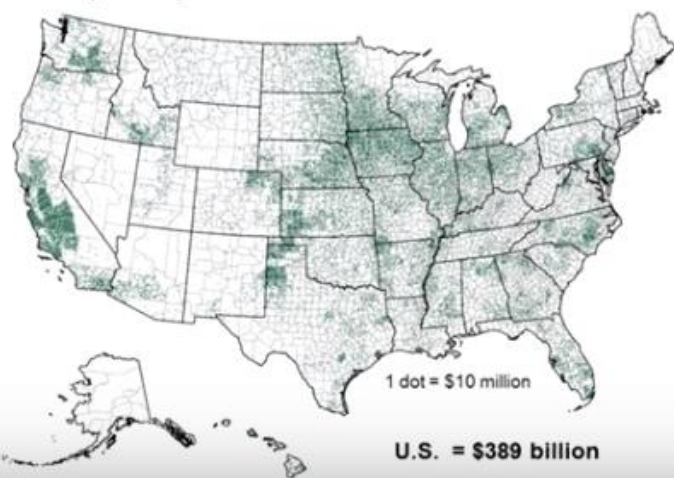 1 dot = $10 million
U.S. = $389 billion